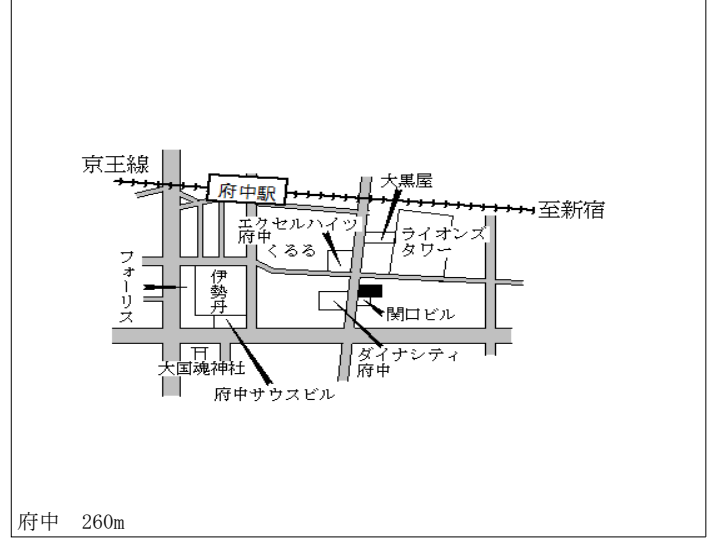 京王線
府中駅
大黒屋
至新宿
エクセルハイツ
府中
ライオンズ
タワー
くるる
フォーリス
伊勢丹
関口ビル
ダイナシティ
府中
大国魂神社
府中サウスビル
府中 260m